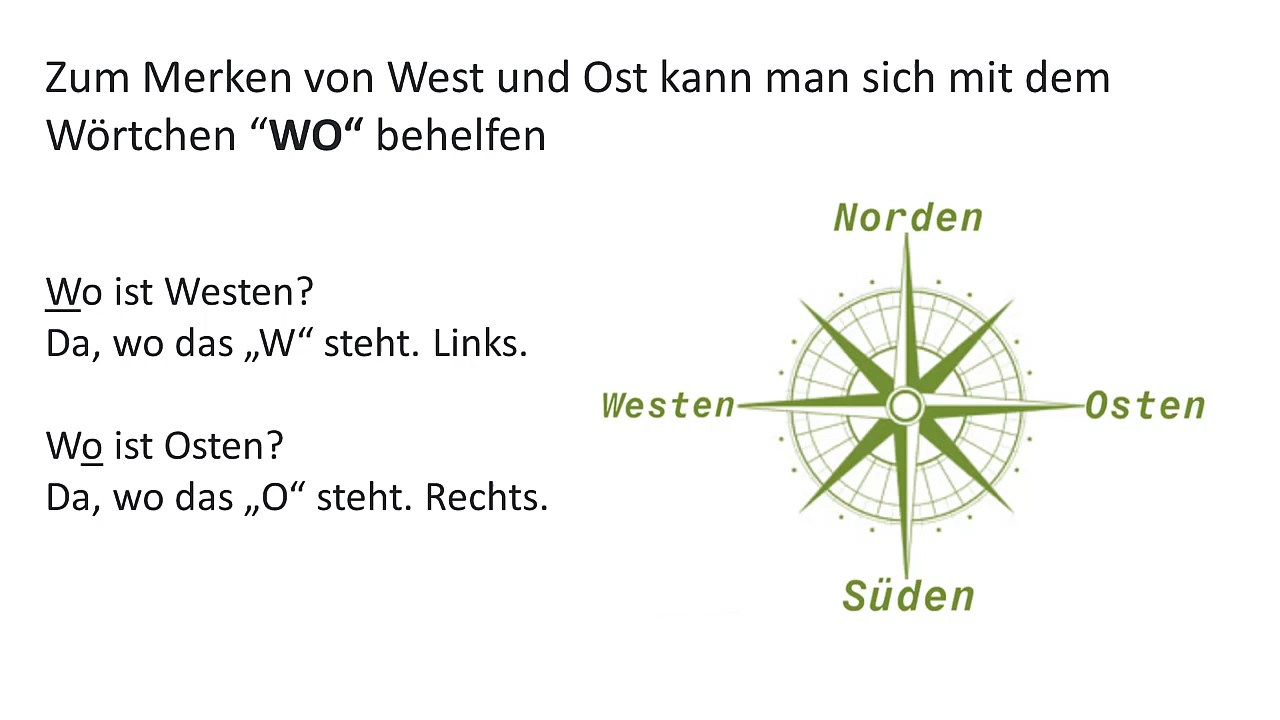 Zum Merken von West und Ost kann man sich mit dem
Wörtchen “WO“ behelfen
Wo ist Westen?
Da, wo das „W“ steht. Links.
Wo ist Osten?
Da, wo das „O“ steht. Rechts.
Norden
Westen
Osten
Süden